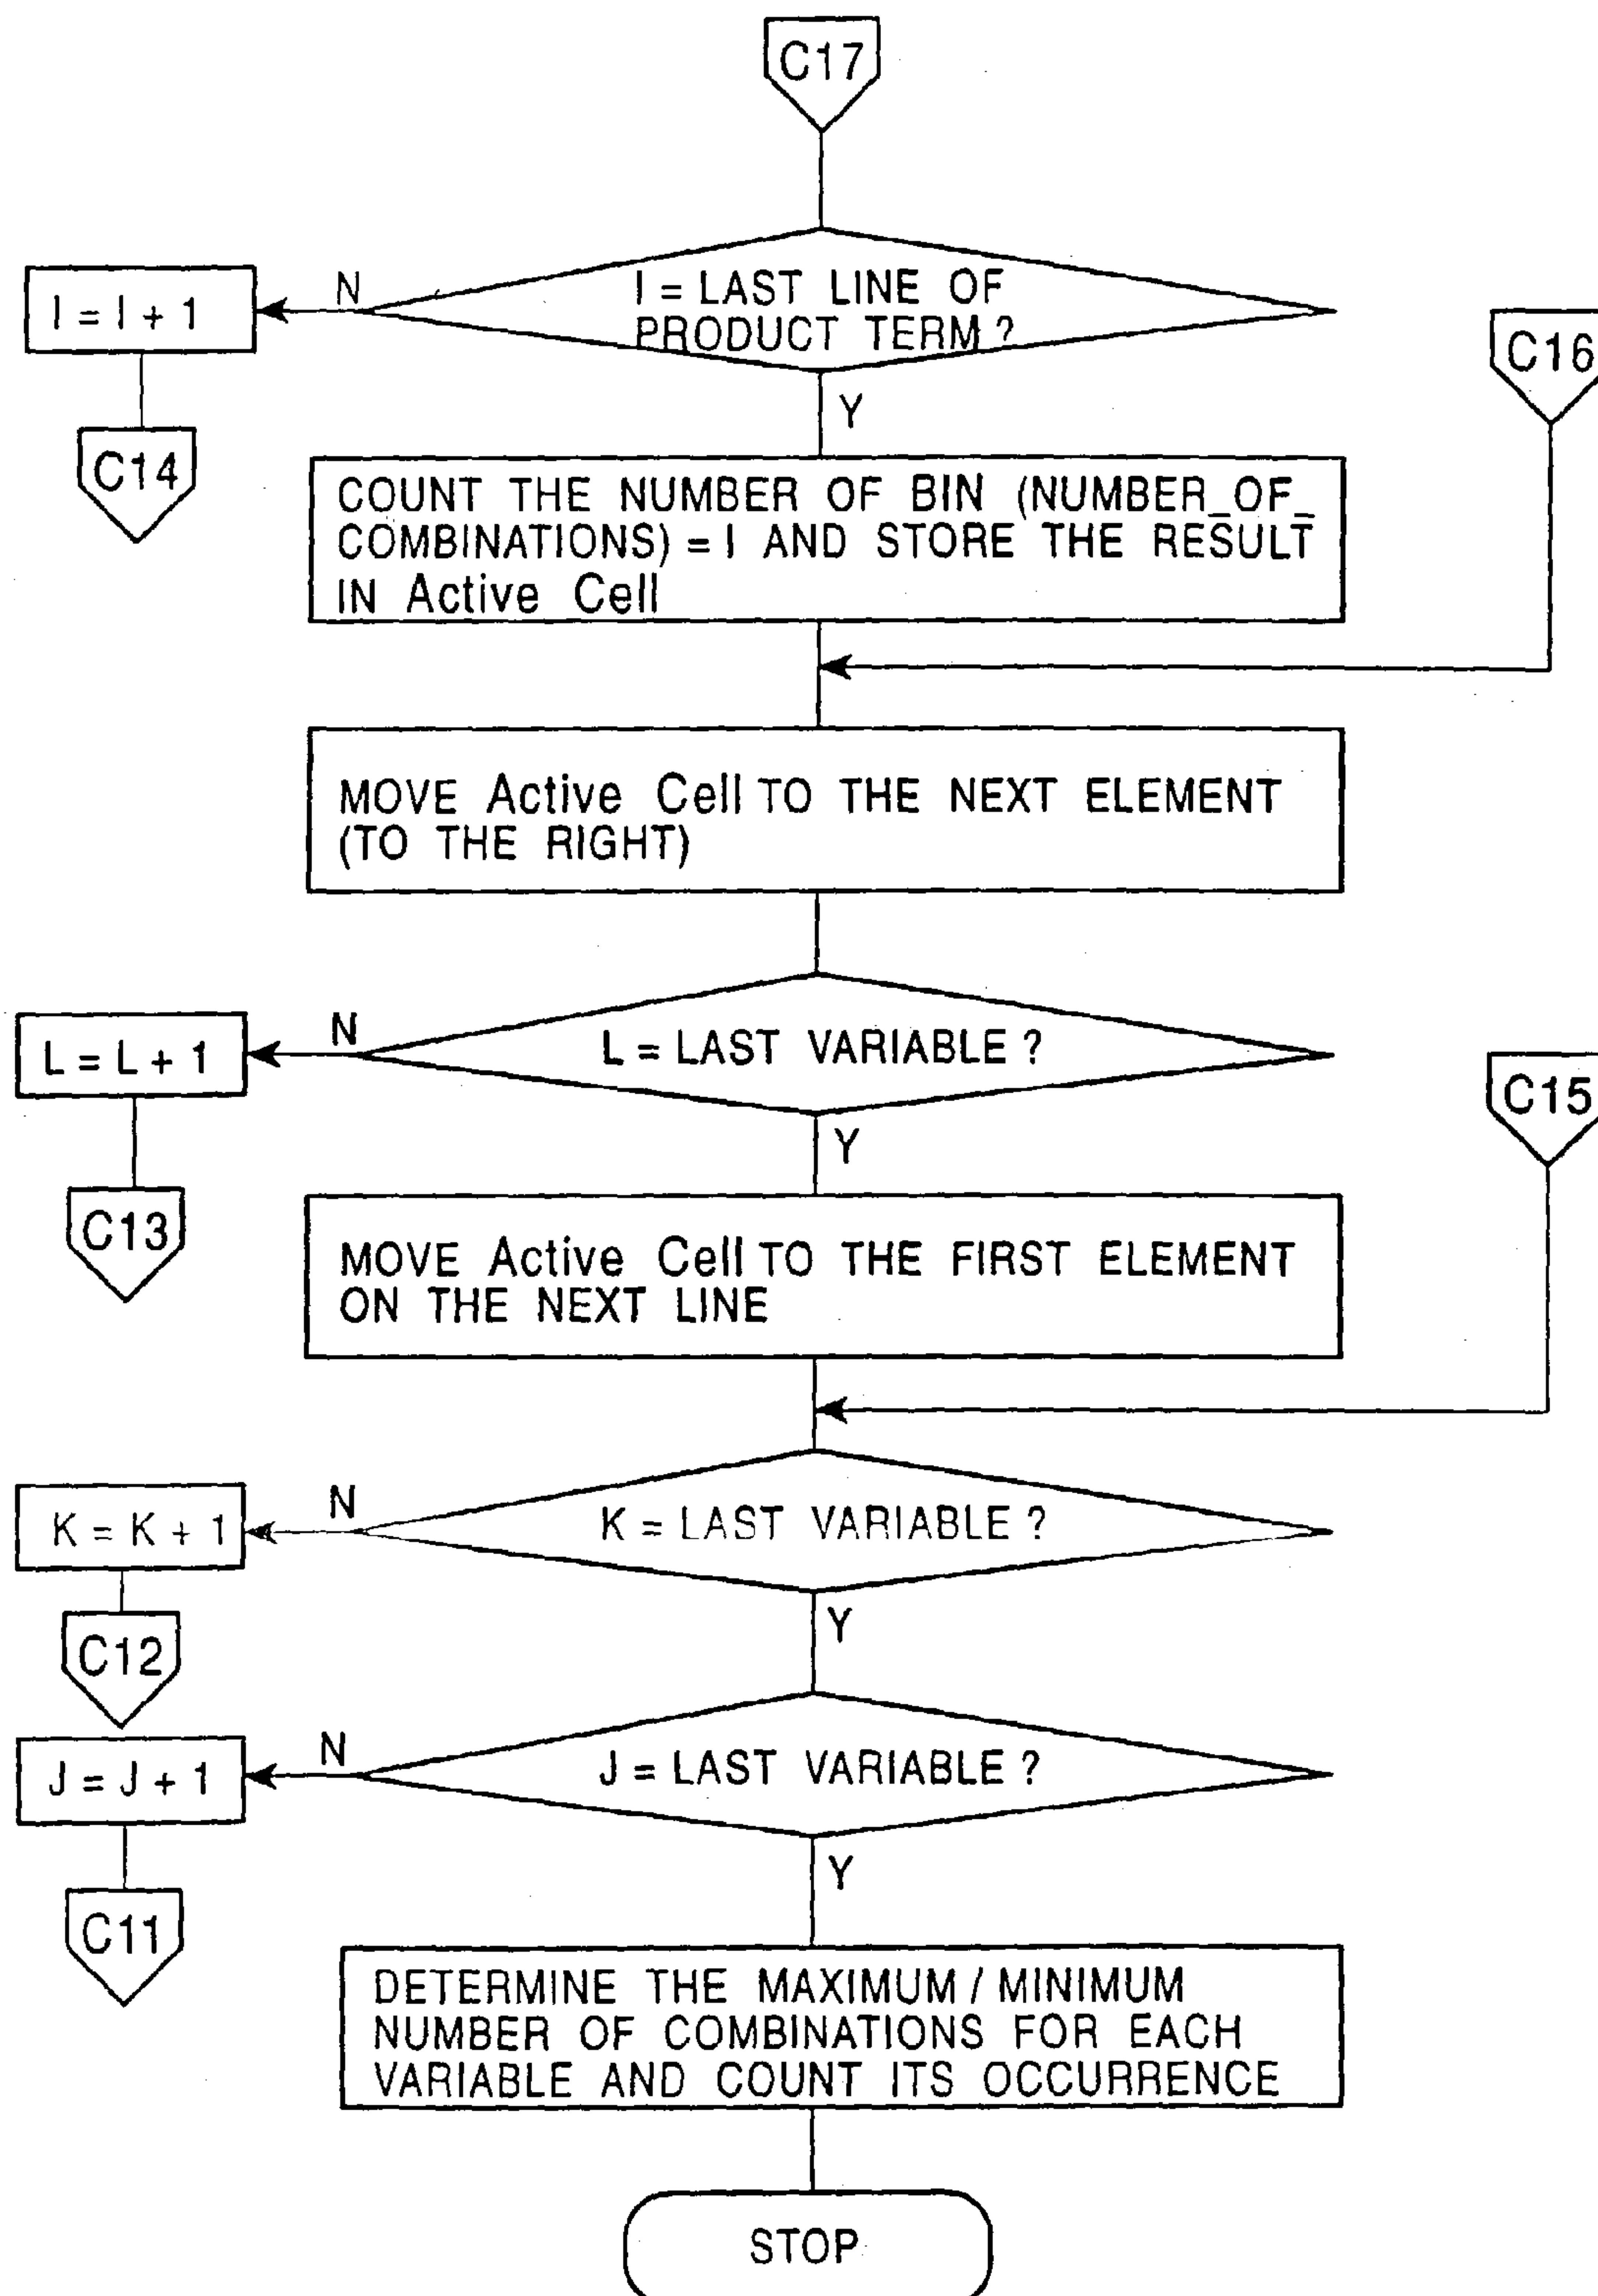 C17
I = LAST LINE OF
PRODUCT TERM ?
N
I = I + 1
C16
Y
C14
COUNT THE NUMBER OF BIN (NUMBER_OF_
COMBINATIONS) = I AND STORE THE RESULT
IN Active Cell
MOVE Active Cell TO THE NEXT ELEMENT
(TO THE RIGHT)
N
L = LAST VARIABLE ?
L = L + 1
C15
Y
C13
MOVE Active Cell TO THE FIRST ELEMENT
ON THE NEXT LINE
N
K = LAST VARIABLE ?
K = K + 1
Y
C12
N
J = LAST VARIABLE ?
J = J + 1
Y
C11
DETERMINE THE MAXIMUM / MINIMUM
NUMBER OF COMBINATIONS FOR EACH
VARIABLE AND COUNT ITS OCCURRENCE
STOP